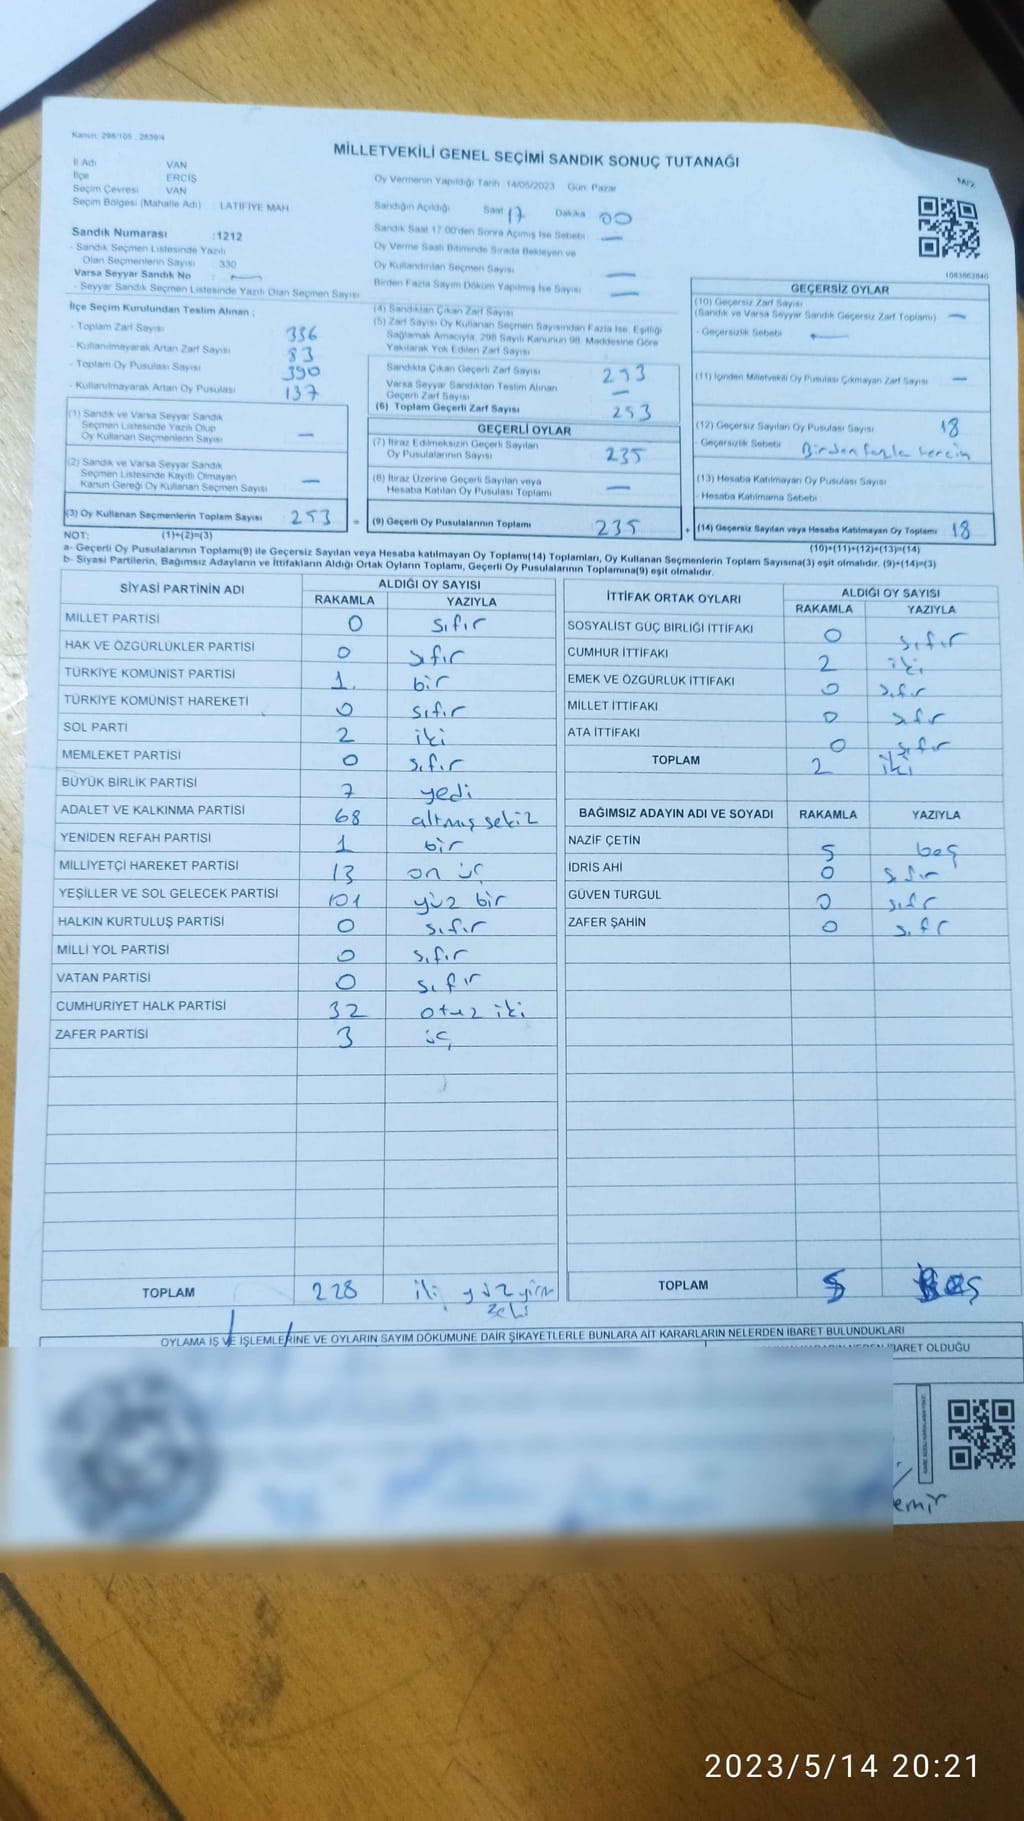 Kanun: 298/105 , 2839/4
MİLLETVEKİLİ GENEL SEÇİMİ SANDIK SONUÇ TUTANAĞI
İl Adı : VAN
İlçe : ERCİŞ
Seçim Çevresi : VAN
Seçim Bölgesi (Mahalle Adı) : LATİFİYE MAH.
Sandık Numarası :1212
- Sandık Seçmen Listesinde Yazılı
Olan Seçmenlerin Sayısı : 330
Varsa Seyyar Sandık No : —
- Seyyar Sandık Seçmen Listesinde Yazılı Olan Seçmen Sayısı
Oy Vermenin Yapıldığı Tarih 14/05/2023 Gün: Pazar
Sandığın Açıldığı Saat 17 Dakika 00
Sandık Saat 17.00'den Sonra Açılmış İse Sebebi —
Oy Verme Saati Bitiminde Sırada Bekleyen ve
Oy Kullandırılan Seçmen Sayısı —
Birden Fazla Sayım Döküm Yapılmış İse Sayısı —
1083862840
İlçe Seçim Kurulundan Teslim Alınan ;
- Toplam Zarf Sayısı 336
- Kullanılmayarak Artan Zarf Sayısı 83
- Toplam Oy Pusulası Sayısı 390
- Kullanılmayarak Artan Oy Pusulası 137
(1) Sandık ve Varsa Seyyar Sandık
Seçmen Listesinde Yazılı Olup
Oy Kullanan Seçmenlerin Sayısı —
(2) Sandık ve Varsa Seyyar Sandık
Seçmen Listesinde Kayıtlı Olmayan
Kanun Gereği Oy Kullanan Seçmen Sayısı —
(3) Oy Kullanan Seçmenlerin Toplam Sayısı 253 =
(4) Sandıktan Çıkan Zarf Sayısı
(5) Zarf Sayısı Oy Kullanan Seçmen Sayısından Fazla İse, Eşitliği
Sağlamak Amacıyla, 298 Sayılı Kanunun 98. Maddesine Göre
Yakılarak Yok Edilen Zarf Sayısı
Sandıkta Çıkan Geçerli Zarf Sayısı 253
Varsa Seyyar Sandıktan Teslim Alınan
Geçerli Zarf Sayısı —
(6) Toplam Geçerli Zarf Sayısı 253
GEÇERLİ OYLAR
(7) İtiraz Edilmeksizin Geçerli Sayılan
Oy Pusulalarının Sayısı 235
(8) İtiraz Üzerine Geçerli Sayılan veya
Hesaba Katılan Oy Pusulası Toplamı —
(9) Geçerli Oy Pusulalarının Toplamı 235 +
GEÇERSİZ OYLAR
(10) Geçersiz Zarf Sayısı
(Sandık ve Varsa Seyyar Sandık Geçersiz Zarf Toplamı) —
- Geçersizlik Sebebi —
(11) İçinden Milletvekili Oy Pusulası Çıkmayan Zarf Sayısı —
(12) Geçersiz Sayılan Oy Pusulası Sayısı 18
- Geçersizlik Sebebi Birden fazla tercih
(13) Hesaba Katılmayan Oy Pusulası Sayısı
- Hesaba Katılmama Sebebi
(14) Geçersiz Sayılan veya Hesaba Katılmayan Oy Toplamı 18
NOT: (1)+(2)=(3) (10)+(11)+(12)+(13)=(14)
a- Geçerli Oy Pusulalarının Toplamı(9) ile Geçersiz Sayılan veya Hesaba katılmayan Oy Toplamı(14) Toplamları, Oy Kullanan Seçmenlerin Toplam Sayısına(3) eşit olmalıdır. (9)+(14)=(3)
b- Siyasi Partilerin, Bağımsız Adayların ve İttifakların Aldığı Ortak Oyların Toplamı, Geçerli Oy Pusulalarının Toplamına(9) eşit olmalıdır.
SİYASİ PARTİNİN ADI ALDIĞI OY SAYISI
RAKAMLA YAZIYLA
MİLLET PARTİSİ 0 sıfır
HAK VE ÖZGÜRLÜKLER PARTİSİ 0 sıfır
TÜRKİYE KOMÜNİST PARTİSİ 1 bir
TÜRKİYE KOMÜNİST HAREKETİ 0 sıfır
SOL PARTİ 2 iki
MEMLEKET PARTİSİ 0 sıfır
BÜYÜK BİRLİK PARTİSİ 7 yedi
ADALET VE KALKINMA PARTİSİ 68 altmış sekiz
YENİDEN REFAH PARTİSİ 1 bir
MİLLİYETÇİ HAREKET PARTİSİ 13 on üç
YEŞİLLER VE SOL GELECEK PARTİSİ 101 yüz bir
HALKIN KURTULUŞ PARTİSİ 0 sıfır
MİLLİ YOL PARTİSİ 0 sıfır
VATAN PARTİSİ 0 sıfır
CUMHURİYET HALK PARTİSİ 32 otuz iki
ZAFER PARTİSİ 3 üç
TOPLAM 228
İTTİFAK ORTAK OYLARI ALDIĞI OY SAYISI
RAKAMLA YAZIYLA
SOSYALİST GÜÇ BİRLİĞİ İTTİFAKI 0 sıfır
CUMHUR İTTİFAKI 2 iki
EMEK VE ÖZGÜRLÜK İTTİFAKI 0 sıfır
MİLLET İTTİFAKI 0 sıfır
ATA İTTİFAKI 0 sıfır
TOPLAM 2 iki
BAĞIMSIZ ADAYIN ADI VE SOYADI RAKAMLA YAZIYLA
NAZİF ÇETİN 5 beş
İDRİS AHİ 0 sıfır
GÜVEN TURGUL 0 sıfır
ZAFER ŞAHİN 0 sıfır
TOPLAM 5 Beş
OYLAMA İŞ VE İŞLEMLERİNE VE OYLARIN SAYIM DÖKÜMÜNE DAİR ŞİKAYETLERLE BUNLARA AİT KARARLARIN NELERDEN İBARET BULUNDUKLARI
İBARET OLDUĞU
emir
2023/5/14 20:21